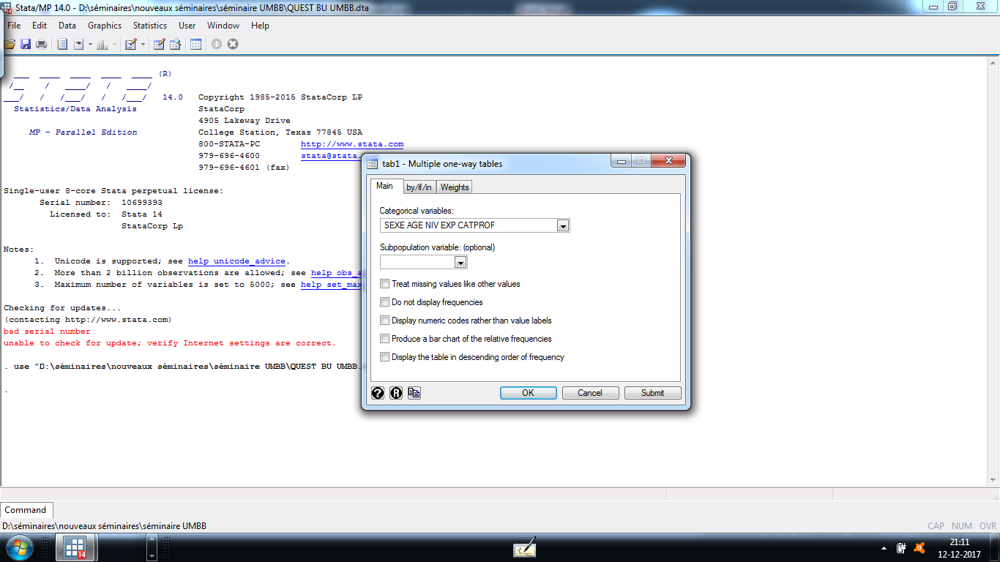 Stata/MP 14.0 - D:\séminaires\nouveaux séminaires\séminaire UMBB\QUEST BU UMBB.dta
File Edit Data Graphics Statistics User Window Help
(R)
14.0 Copyright 1985-2015 StataCorp LP
Statistics/Data Analysis StataCorp
4905 Lakeway Drive
MP - Parallel Edition College Station, Texas 77845 USA
800-STATA-PC http://www.stata.com
979-696-4600 stata@stata.
979-696-4601 (fax)
Single-user 8-core Stata perpetual license:
Serial number: 10699393
Licensed to: Stata 14
StataCorp Lp
Notes:
1. Unicode is supported; see help unicode_advice.
2. More than 2 billion observations are allowed; see help obs_a
3. Maximum number of variables is set to 5000; see help set_max
Checking for updates...
(contacting http://www.stata.com)
bad serial number
unable to check for update; verify Internet settings are correct.
. use "D:\séminaires\nouveaux séminaires\séminaire UMBB\QUEST BU UMBB.
.
tab1 - Multiple one-way tables
Main by/if/in Weights
Categorical variables:
SEXE AGE NIV EXP CATPROF
Subpopulation variable: (optional)
Treat missing values like other values
Do not display frequencies
Display numeric codes rather than value labels
Produce a bar chart of the relative frequencies
Display the table in descending order of frequency
? R OK Cancel Submit
Command
D:\séminaires\nouveaux séminaires\séminaire UMBB
CAP NUM OVR
14
21:11
12-12-2017